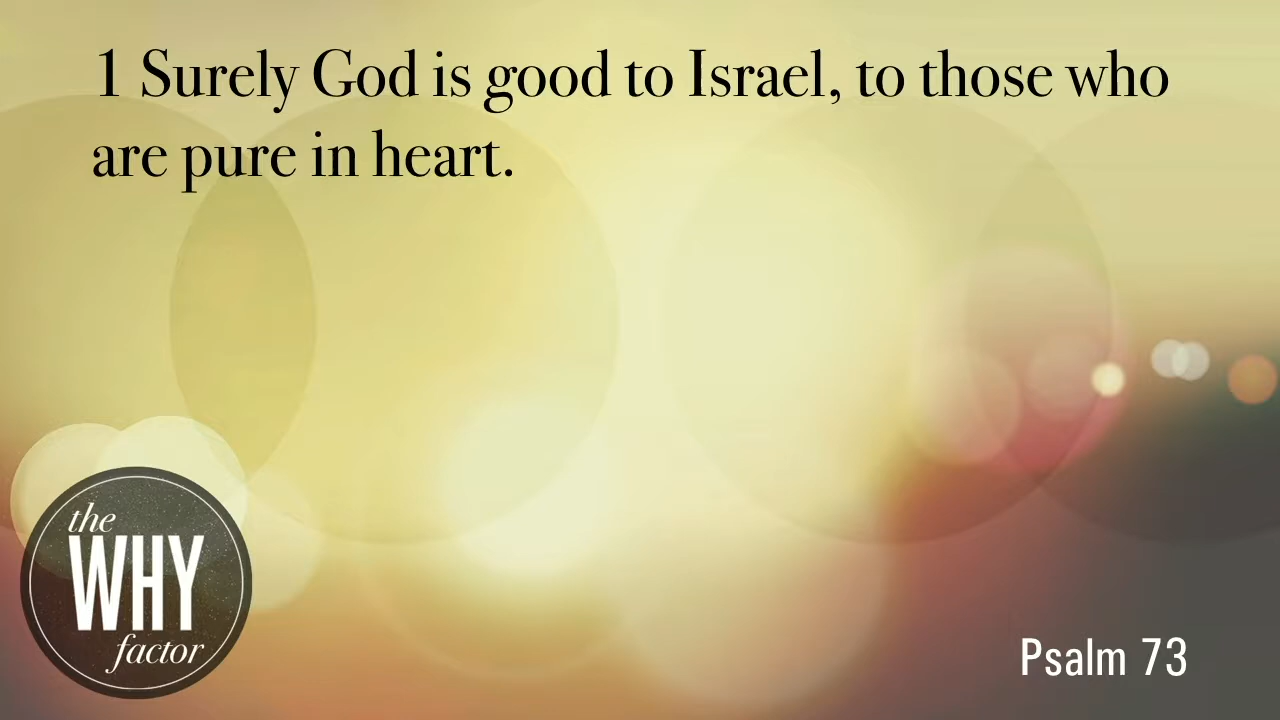 1 Surely God is good to Israel, to those who
are pure in heart.
the
WHY
factor
Psalm 73